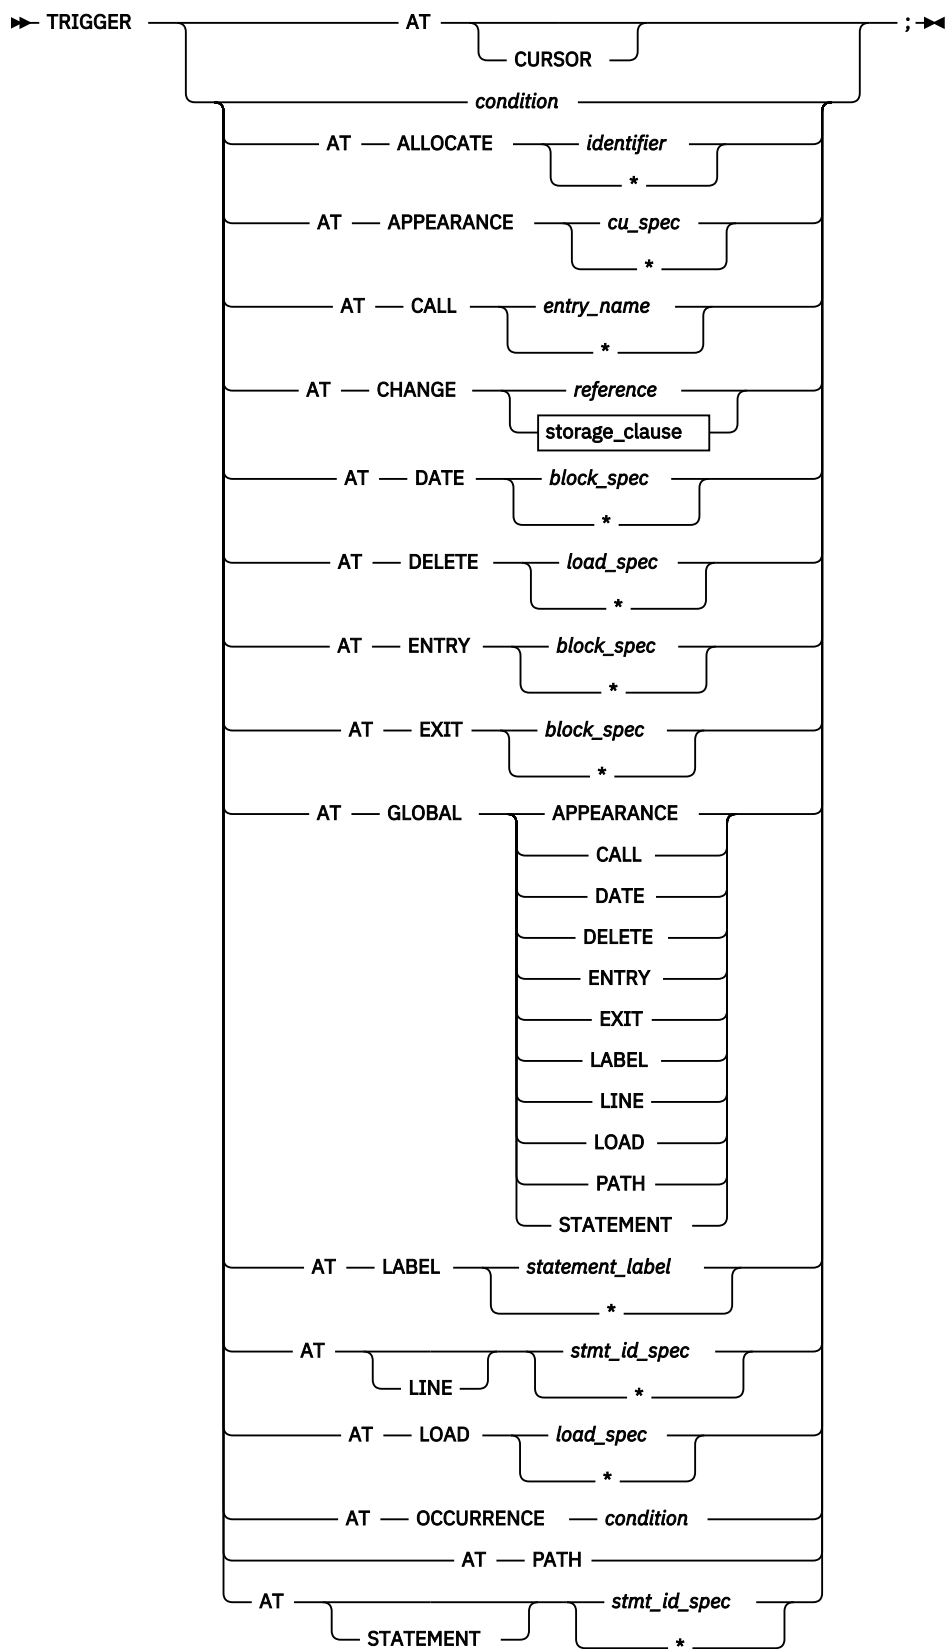 TRIGGER AT ;
CURSOR
condition
AT ALLOCATE identifier
*
AT APPEARANCE cu_spec
*
AT CALL entry_name
*
AT CHANGE reference
storage_clause
AT DATE block_spec
*
AT DELETE load_spec
*
AT ENTRY block_spec
*
AT EXIT block_spec
*
AT GLOBAL APPEARANCE
CALL
DATE
DELETE
ENTRY
EXIT
LABEL
LINE
LOAD
PATH
STATEMENT
AT LABEL statement_label
*
AT stmt_id_spec
LINE *
AT LOAD load_spec
*
AT OCCURRENCE condition
AT PATH
AT stmt_id_spec
STATEMENT *